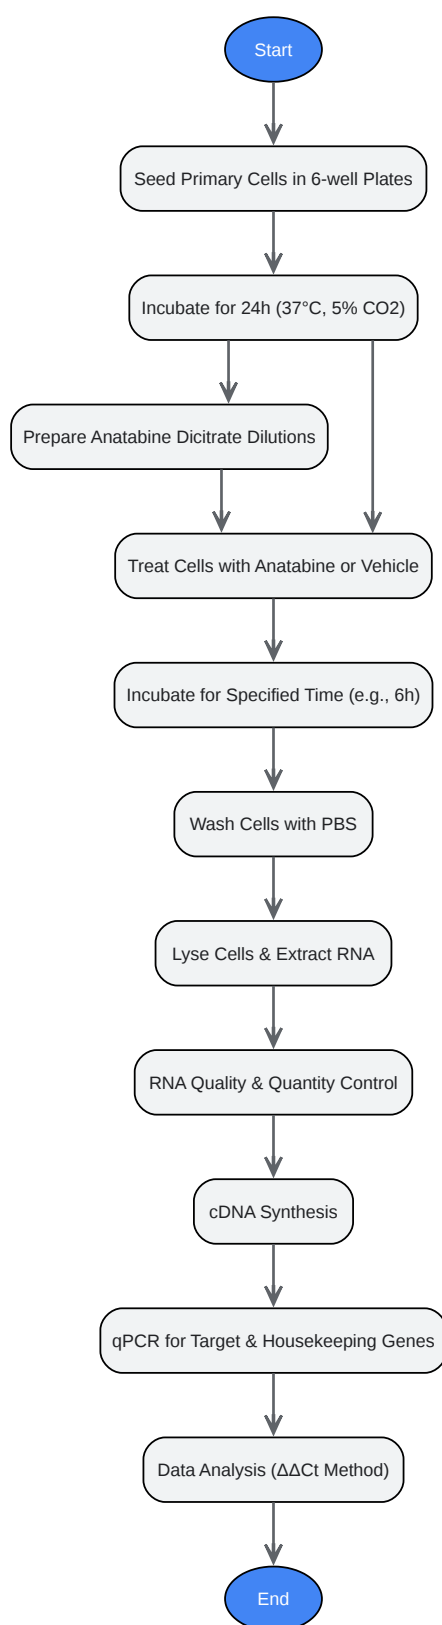 Start
Seed Primary Cells in 6-well Plates
Incubate for 24h (37°C, 5% CO2)
Prepare Anatabine Dicitrate Dilutions
Treat Cells with Anatabine or Vehicle
Incubate for Specified Time (e.g., 6h)
Wash Cells with PBS
Lyse Cells & Extract RNA
RNA Quality & Quantity Control
cDNA Synthesis
qPCR for Target & Housekeeping Genes
Data Analysis (ΔΔCt Method)
End